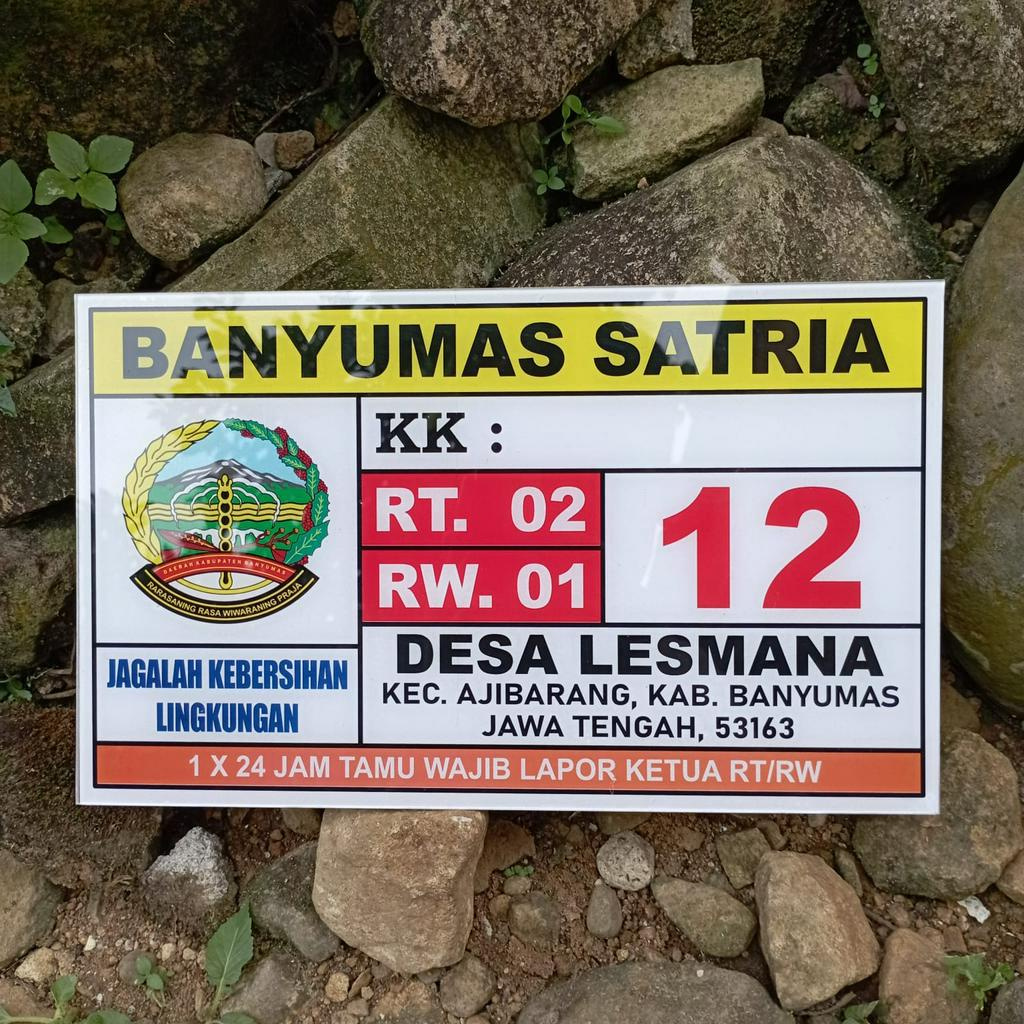 BANYUMAS SATRIA
KK :
RT. 02
RW. 01
12
DAERAH KABUPATEN BANYUMAS
RARASANING RASA WIWARANING PRAJA
JAGALAH KEBERSIHAN
LINGKUNGAN
DESA LESMANA
KEC. AJIBARANG, KAB. BANYUMAS
JAWA TENGAH, 53163
1 X 24 JAM TAMU WAJIB LAPOR KETUA RT/RW